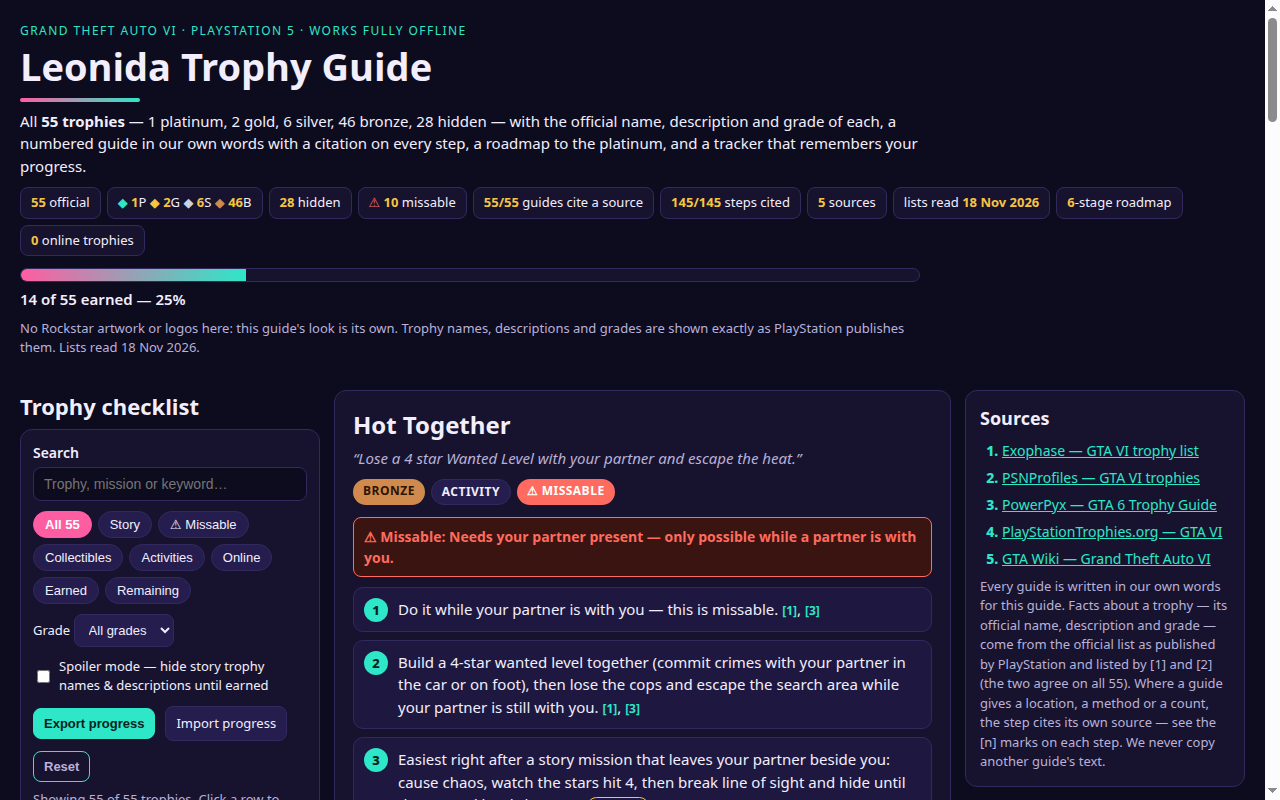 GRAND THEFT AUTO VI · PLAYSTATION 5 · WORKS FULLY OFFLINE
Leonida Trophy Guide
All 55 trophies — 1 platinum, 2 gold, 6 silver, 46 bronze, 28 hidden — with the official name, description and grade of each, a
numbered guide in our own words with a citation on every step, a roadmap to the platinum, and a tracker that remembers your
progress.
55 official
◆ 1P ◆ 2G ◆ 6S ◆ 46B
28 hidden
⚠ 10 missable
55/55 guides cite a source
145/145 steps cited
5 sources
lists read 18 Nov 2026
6-stage roadmap
0 online trophies
14 of 55 earned — 25%
No Rockstar artwork or logos here: this guide's look is its own. Trophy names, descriptions and grades are shown exactly as PlayStation publishes
them. Lists read 18 Nov 2026.
Trophy checklist
Search
Trophy, mission or keyword…
All 55
Story
⚠ Missable
Collectibles
Activities
Online
Earned
Remaining
Grade All grades
Spoiler mode — hide story trophy
names & descriptions until earned
Export progress
Import progress
Reset
Showing 55 of 55 trophies. Click a row to
Hot Together
“Lose a 4 star Wanted Level with your partner and escape the heat.”
BRONZE
ACTIVITY
⚠ MISSABLE
⚠ Missable: Needs your partner present — only possible while a partner is with
you.
1 Do it while your partner is with you — this is missable. [1], [3]
2 Build a 4-star wanted level together (commit crimes with your partner in
the car or on foot), then lose the cops and escape the search area while
your partner is still with you. [1], [3]
3 Easiest right after a story mission that leaves your partner beside you:
cause chaos, watch the stars hit 4, then break line of sight and hide until
Sources
1. Exophase — GTA VI trophy list
2. PSNProfiles — GTA VI trophies
3. PowerPyx — GTA 6 Trophy Guide
4. PlayStationTrophies.org — GTA VI
5. GTA Wiki — Grand Theft Auto VI
Every guide is written in our own words
for this guide. Facts about a trophy — its
official name, description and grade —
come from the official list as published
by PlayStation and listed by [1] and [2]
(the two agree on all 55). Where a guide
gives a location, a method or a count,
the step cites its own source — see the
[n] marks on each step. We never copy
another guide's text.